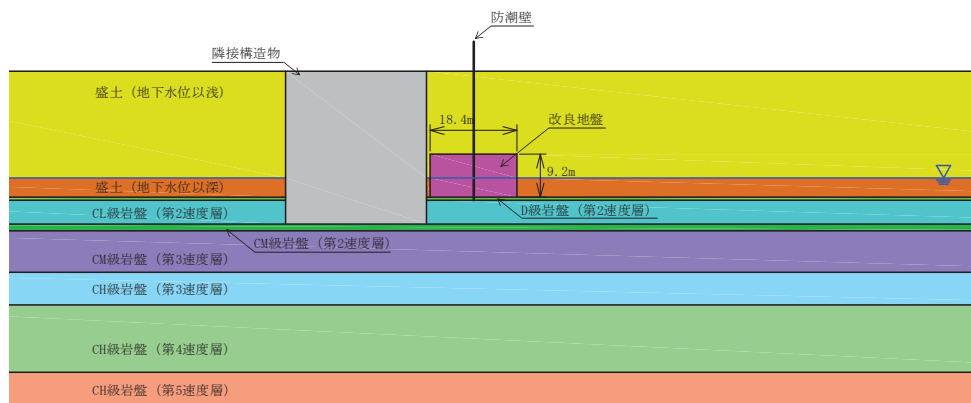 防潮壁
隣接構造物
盛土（地下水位以浅）
18.4m
改良地盤
9.2m
盛土（地下水位以深）
CL級岩盤（第2速度層）
D級岩盤（第2速度層）
CM級岩盤（第2速度層）
CM級岩盤（第3速度層）
CH級岩盤（第3速度層）
CH級岩盤（第4速度層）
CH級岩盤（第5速度層）